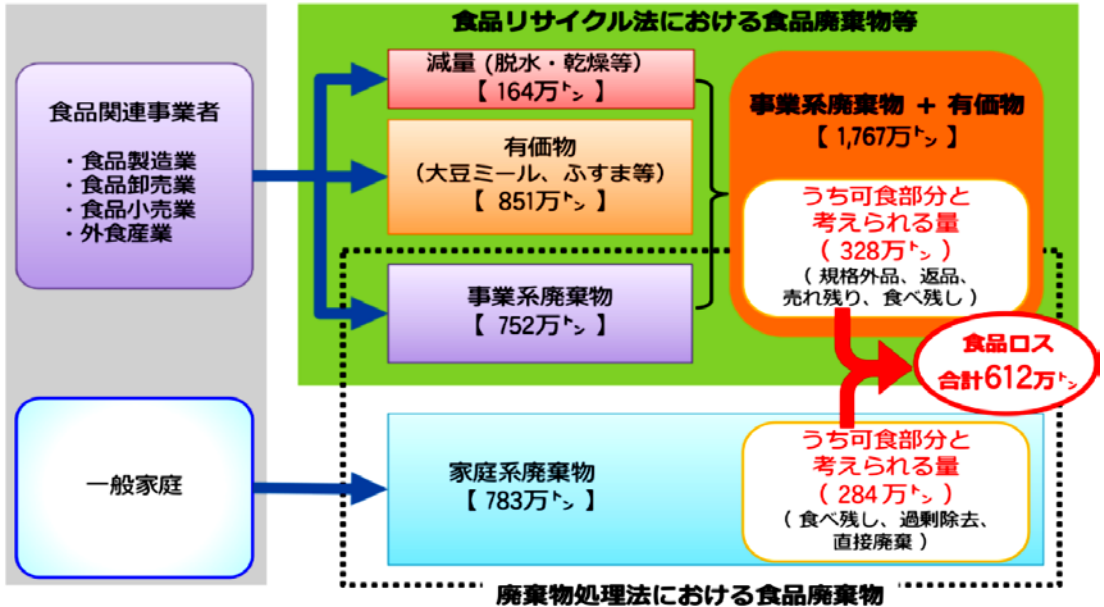 食品リサイクル法における食品廃棄物等
食品関連事業者
・食品製造業
・食品卸売業
・食品小売業
・外食産業
減量 (脱水・乾燥等)
【 164万㌧ 】
有価物
(大豆ミール、ふすま等)
【 851万㌧ 】
事業系廃棄物
【 752万㌧ 】
事業系廃棄物 + 有価物
【 1,767万㌧ 】
うち可食部分と
考えられる量
( 328万㌧ )
( 規格外品、返品、
売れ残り、食べ残し )
食品ロス
合計612万㌧
一般家庭
家庭系廃棄物
【 783万㌧ 】
うち可食部分と
考えられる量
( 284万㌧ )
( 食べ残し、過剰除去、
直接廃棄 )
廃棄物処理法における食品廃棄物